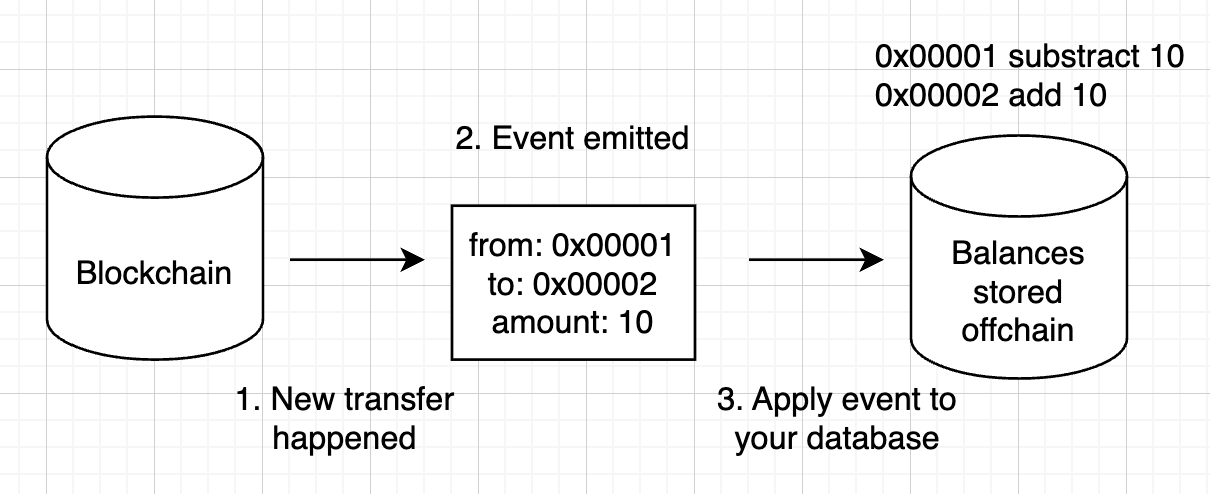 0x00001 substract 10
0x00002 add 10
2. Event emitted
Blockchain
from: 0x00001
to: 0x00002
amount: 10
Balances
stored
offchain
1. New transfer
happened
3. Apply event to
your database